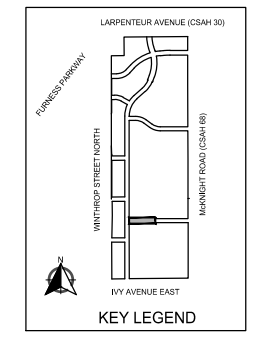 LARPENTEUR AVENUE (CSAH 30)
FURNESS PARKWAY
WINTHROP STREET NORTH
McKNIGHT ROAD (CSAH 68)
N
IVY AVENUE EAST
KEY LEGEND